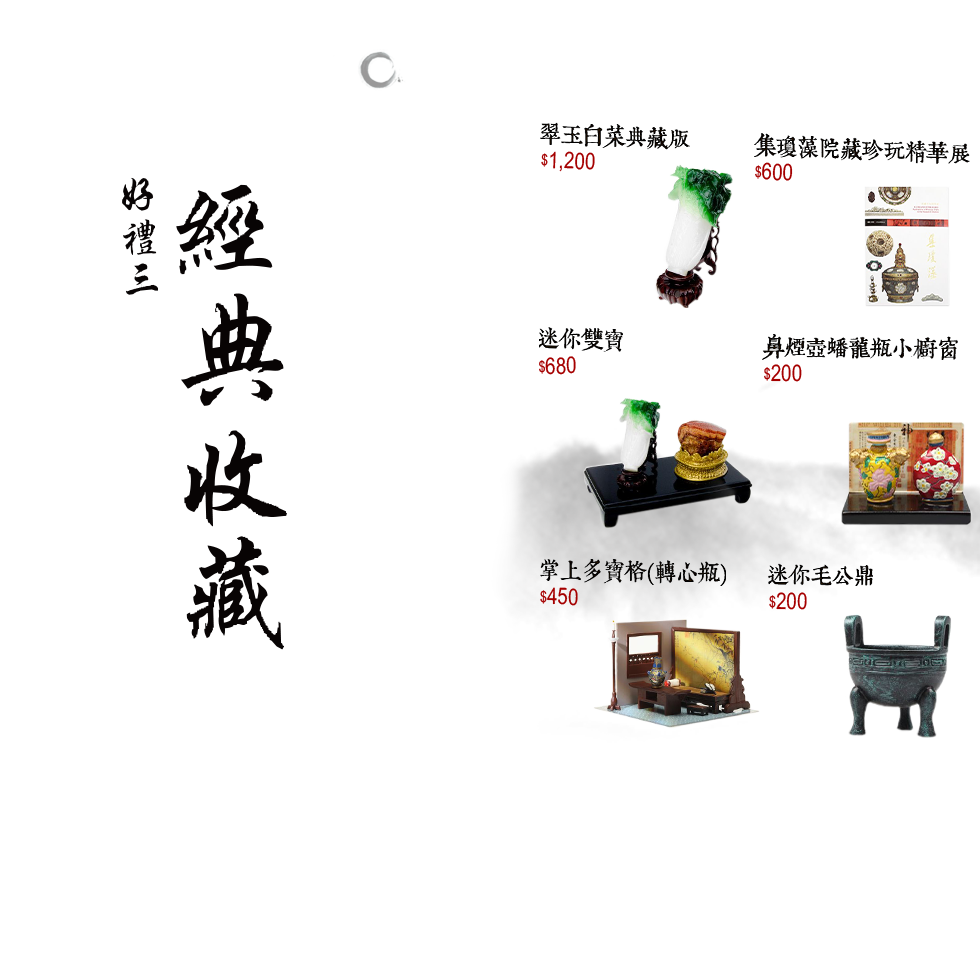 好禮三
經典收藏
翠玉白菜典藏版
$1,200
集瓊藻院藏珍玩精華展
$600
迷你雙寶
$680
鼻煙壺蟠龍瓶小櫥窗
$200
掌上多寶格(轉心瓶)
$450
迷你毛公鼎
$200